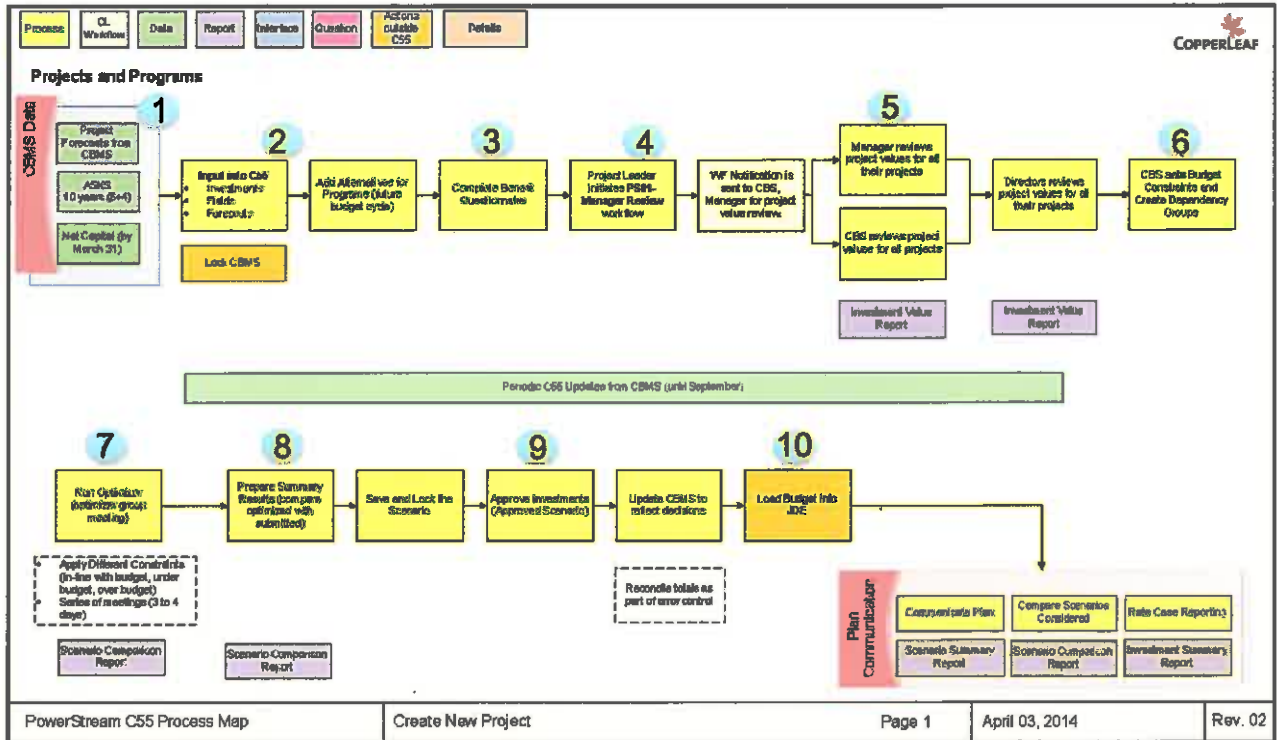 Process
CL
Workflow
Data
Report
Interface
Question
Actions
outside
C55
Details
COPPERLEAF
Projects and Programs
CBMS Data
1
Project
Forecasts from
CBMS
10 years (5+4)
Net Capital (by
March 31)
2
Input into C55
• Investments
• Fields
• Forecasts
Lock CBMS
Add Alternatives for
Programs (future
budget cycle)
3
Complete Benefit
Questionnaire
4
Project Leader
Initiates PSIM-
Manager Review
workflow
WF Notification is
sent to CBS,
Manager for project
value review.
5
Manager reviews
project values for all
their projects
CBS reviews project
values for all projects
Investment Value
Report
Directors reviews
project values for all
their projects
Investment Value
Report
6
CBS sets Budget
Constraints and
Create Dependency
Groups
Periodic C55 Updates from CBMS (until September)
7
Run Optimizer
(optimizer group
meeting)
• Apply Different Constraints
(in-line with budget, under
budget, over budget)
• Series of meetings (3 to 4
days)
Scenario Comparison
Report
8
Prepare Summary
Results (compare
optimized with
submitted)
Scenario Comparison
Report
Save and Lock the
Scenario
9
Approve Investments
(Approved Scenario)
Update CBMS to
reflect decisions
Reconcile totals as
part of error control
10
Load Budget into
JDE
Plan
Communication
Communicate Plan
Compare Scenarios
Considered
Rate Case Reporting
Scenario Summary
Report
Scenario Comparison
Report
Investment Summary
Report
PowerStream C55 Process Map
Create New Project
Page 1
April 03, 2014
Rev. 02